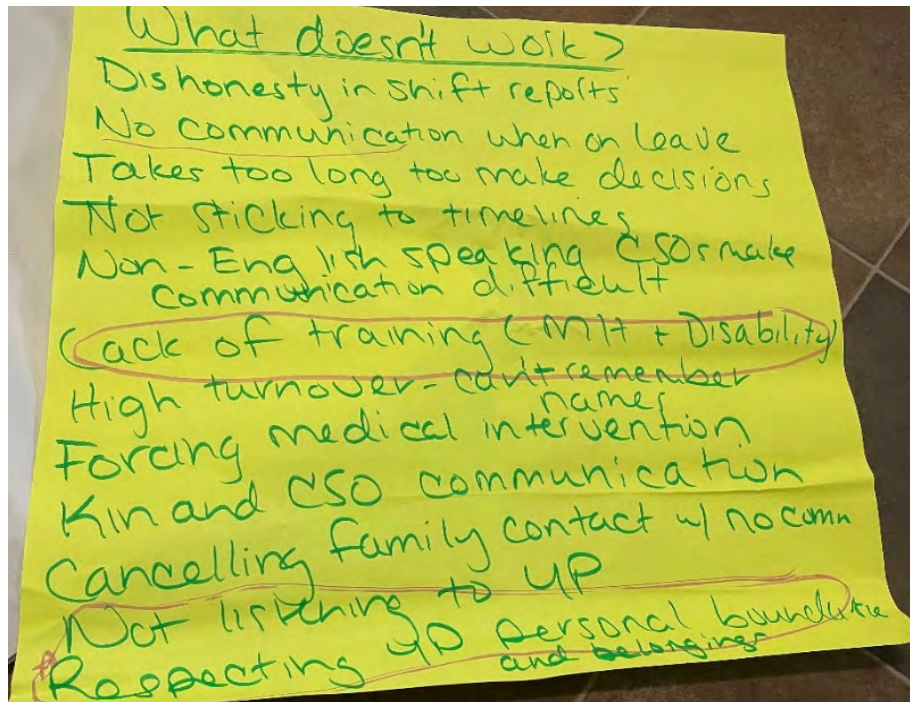 What doesn't work>
Dishonesty in shift reports
No communication when on leave
Takes too long too make decisions
Not sticking to timelines
Non-English speaking CSOs make
communication difficult
Lack of training (MH + Disability)
High turnover - can't remember
names
Forcing medical intervention
Kin and CSO communication
Cancelling family contact w/ no comm
Not listening to YP
Respecting YP personal boundaries
and belongings